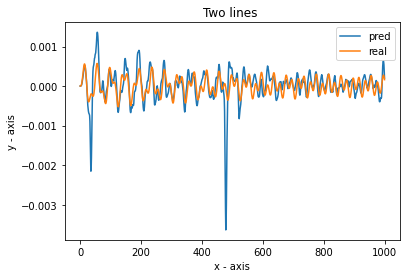 Two lines
pred
real
0.001
0.000
−0.001
−0.002
−0.003
y - axis
0
200
400
600
800
1000
x - axis